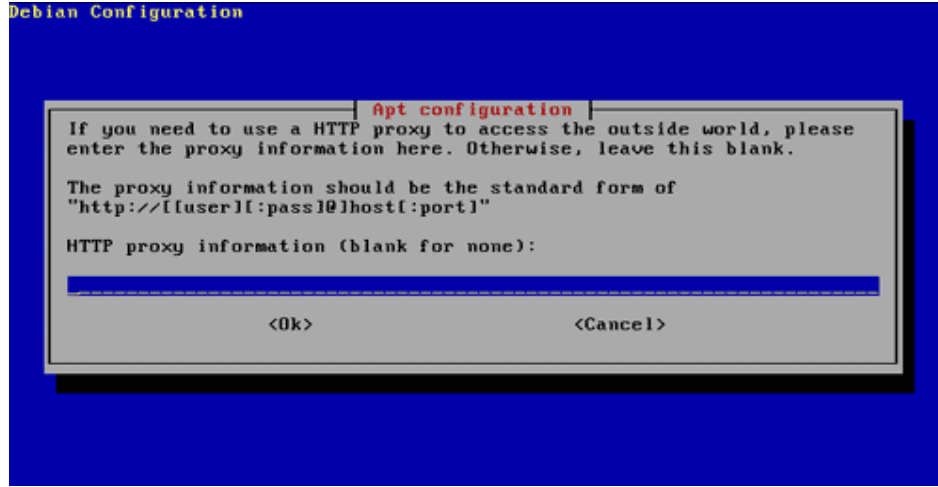 Debian Configuration
Apt configuration
If you need to use a HTTP proxy to access the outside world, please
enter the proxy information here. Otherwise, leave this blank.
The proxy information should be the standard form of
"http://[[user][:pass]@]host[:port]"
HTTP proxy information (blank for none):
<Ok> <Cancel>